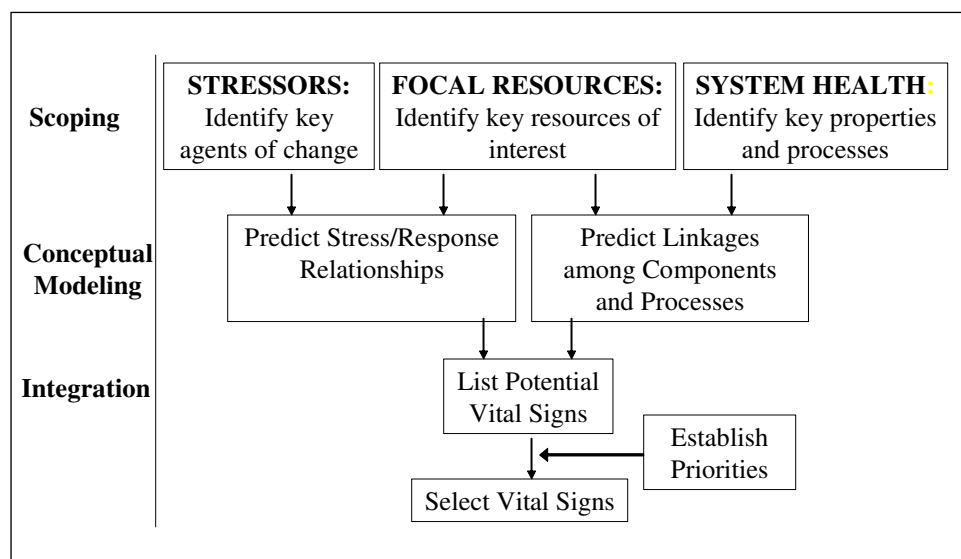 Scoping
STRESSORS:
Identify key
agents of change
FOCAL RESOURCES:
Identify key resources of
interest
SYSTEM HEALTH:
Identify key properties
and processes
Conceptual
Modeling
Predict Stress/Response
Relationships
Predict Linkages
among Components
and Processes
Integration
List Potential
Vital Signs
Establish
Priorities
Select Vital Signs